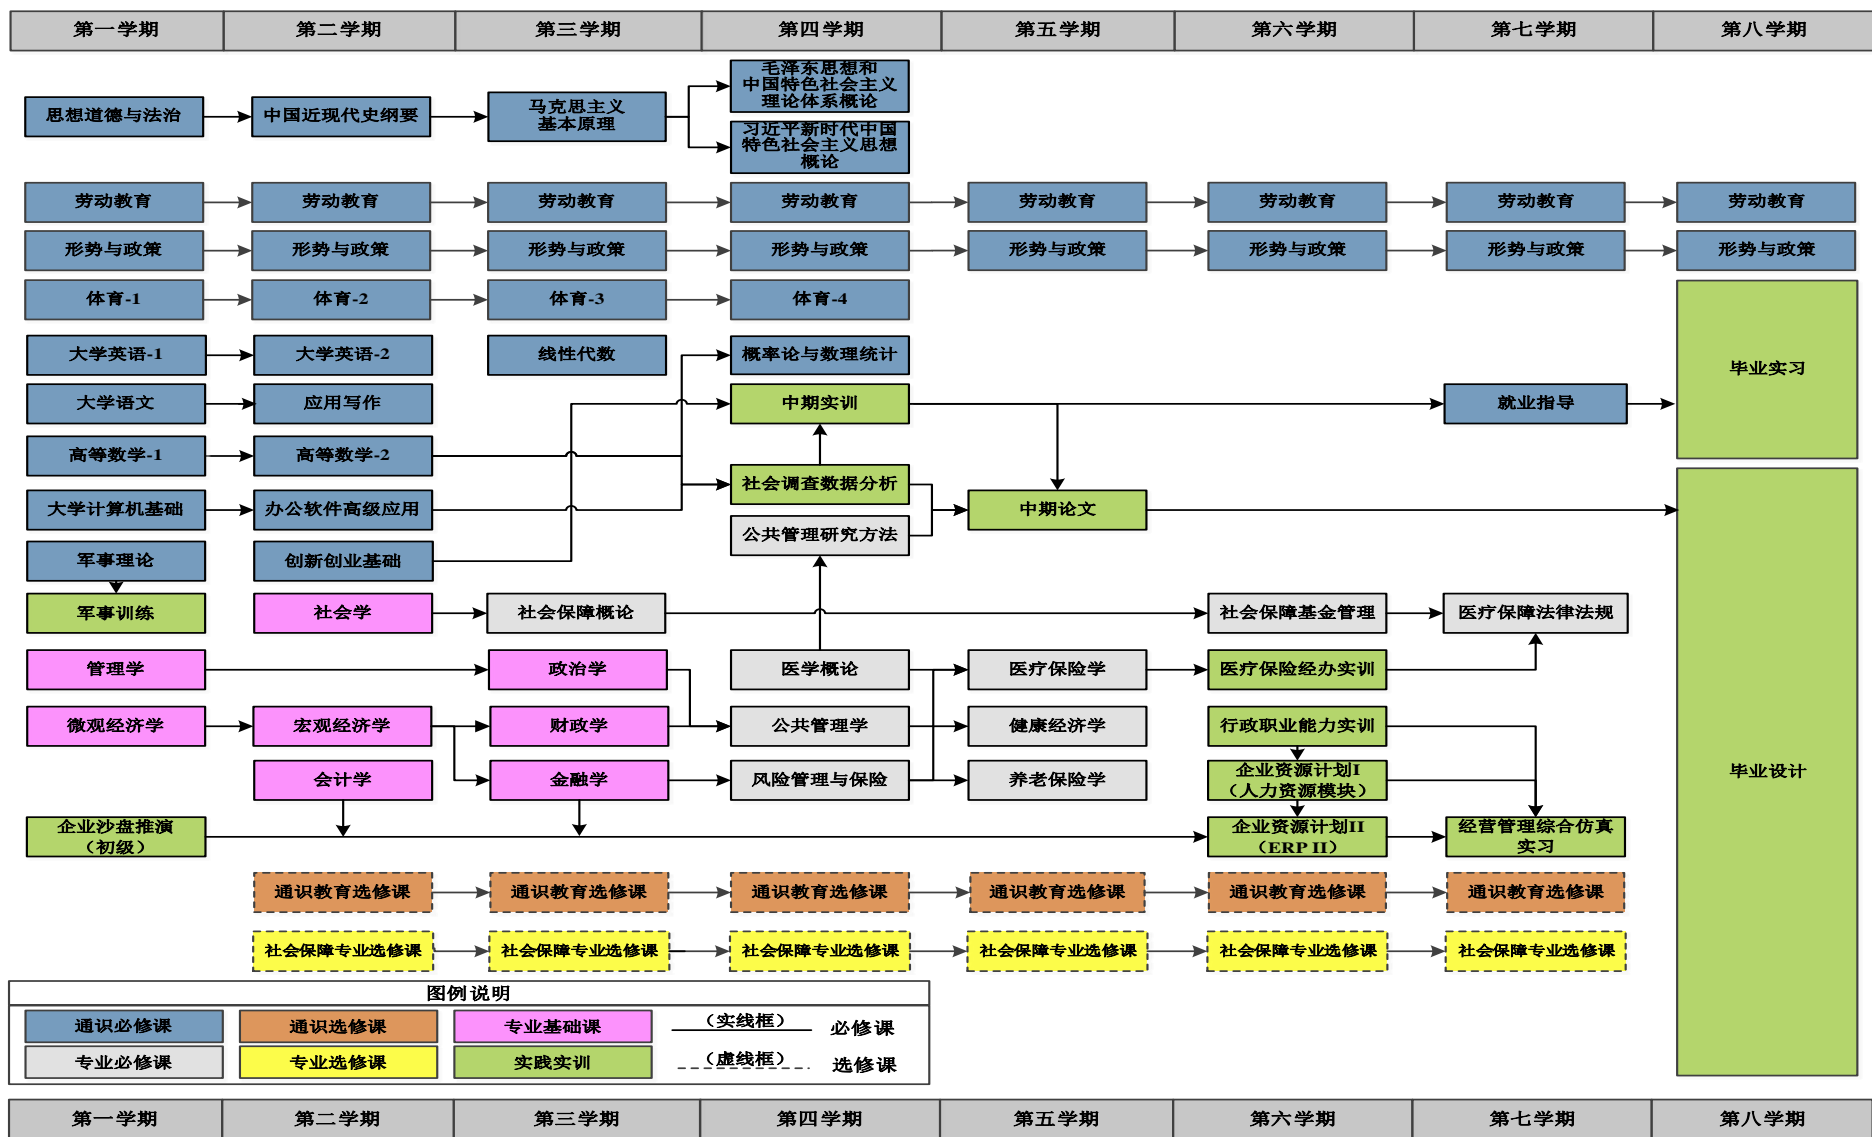 第一学期
第二学期
第三学期
第四学期
第五学期
第六学期
第七学期
第八学期
思想道德与法治
中国近现代史纲要
马克思主义
基本原理
毛泽东思想和
中国特色社会主义
理论体系概论
习近平新时代中国
特色社会主义思想
概论
劳动教育
劳动教育
劳动教育
劳动教育
劳动教育
劳动教育
劳动教育
劳动教育
形势与政策
形势与政策
形势与政策
形势与政策
形势与政策
形势与政策
形势与政策
形势与政策
体育-1
体育-2
体育-3
体育-4
大学英语-1
大学英语-2
线性代数
概率论与数理统计
毕业实习
大学语文
应用写作
中期实训
就业指导
高等数学-1
高等数学-2
社会调查数据分析
大学计算机基础
办公软件高级应用
中期论文
公共管理研究方法
军事理论
创新创业基础
军事训练
社会学
社会保障概论
社会保障基金管理
医疗保障法律法规
管理学
政治学
医学概论
医疗保险学
医疗保险经办实训
微观经济学
宏观经济学
财政学
公共管理学
健康经济学
行政职业能力实训
会计学
金融学
风险管理与保险
养老保险学
企业资源计划I
（人力资源模块）
毕业设计
企业沙盘推演
（初级）
企业资源计划II
（ERP II）
经营管理综合仿真
实习
通识教育选修课
通识教育选修课
通识教育选修课
通识教育选修课
通识教育选修课
通识教育选修课
社会保障专业选修课
社会保障专业选修课
社会保障专业选修课
社会保障专业选修课
社会保障专业选修课
社会保障专业选修课
图例说明
通识必修课
通识选修课
专业基础课
（实线框）
必修课
专业必修课
专业选修课
实践实训
（虚线框）
选修课
第一学期
第二学期
第三学期
第四学期
第五学期
第六学期
第七学期
第八学期